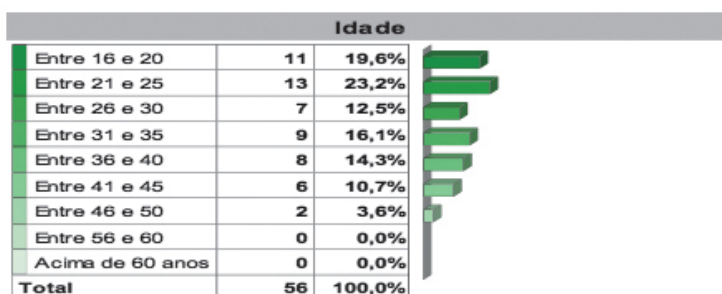 Idade
Entre 16 e 20 11 19,6%
Entre 21 e 25 13 23,2%
Entre 26 e 30 7 12,5%
Entre 31 e 35 9 16,1%
Entre 36 e 40 8 14,3%
Entre 41 e 45 6 10,7%
Entre 46 e 50 2 3,6%
Entre 56 e 60 0 0,0%
Acima de 60 anos 0 0,0%
Total 56 100,0%